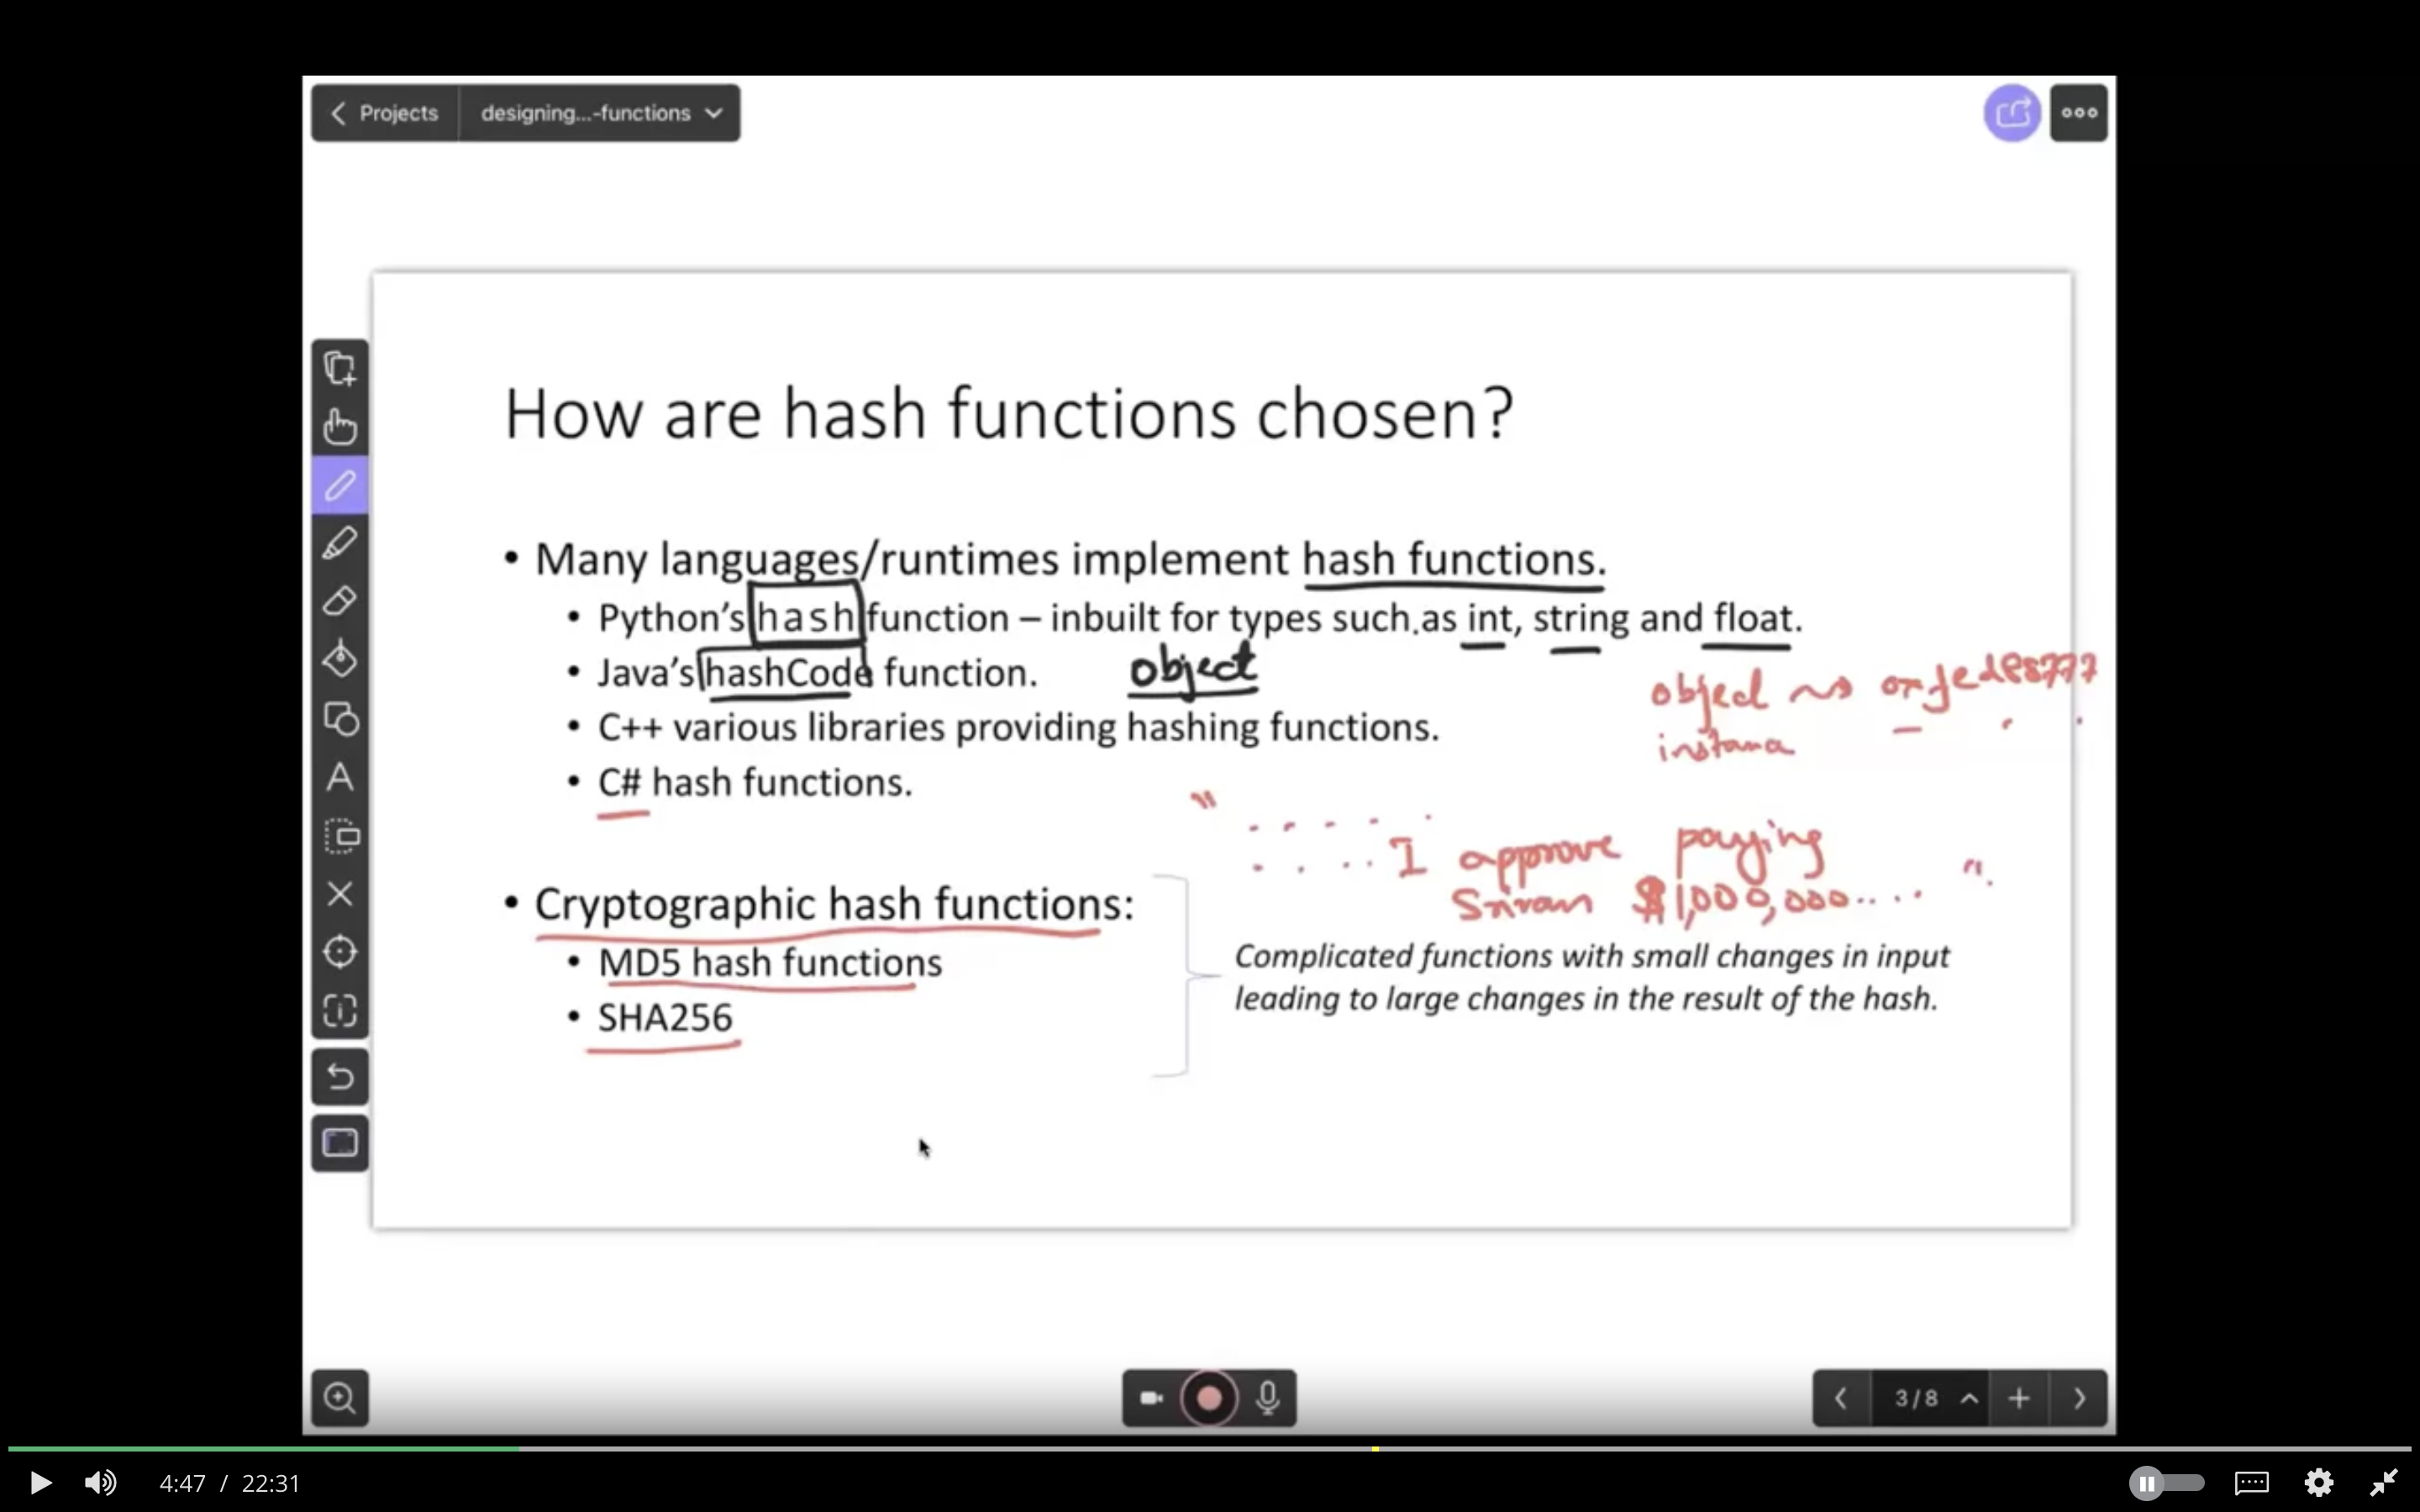 Projects designing...-functions
How are hash functions chosen?
• Many languages/runtimes implement hash functions.
• Python's hash function – inbuilt for types such.as int, string and float.
• Java's hashCode function. object
object
instana
• C++ various libraries providing hashing functions.
• C# hash functions.
" . . . . .
. . . . I approve paying
Sriram $1,000,000.... ".
• Cryptographic hash functions:
• MD5 hash functions
• SHA256
Complicated functions with small changes in input
leading to large changes in the result of the hash.
3/8
4:47 / 22:31